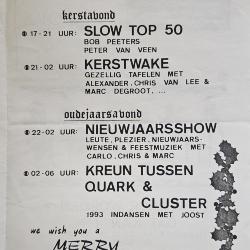 kerstavond
17-21 UUR: SLOW TOP 50
BOB PEETERS
PETER VAN VEEN
21-02 UUR: KERSTWAKE
GEZELLIG TAFELEN MET
ALEXANDER, CHRIS VAN LEE &
MARC DEGROOT, ...
oudejaarsavond
22-02 UUR: NIEUWJAARSSHOW
LEUTE, PLEZIER, NIEUWJAARS-
WENSEN & FEESTMUZIEK MET
CARLO, CHRIS & MARC
02-06 UUR: KREUN TUSSEN
QUARK &
CLUSTER
1993 INDANSEN MET JOOST
we wish you a
MERRY